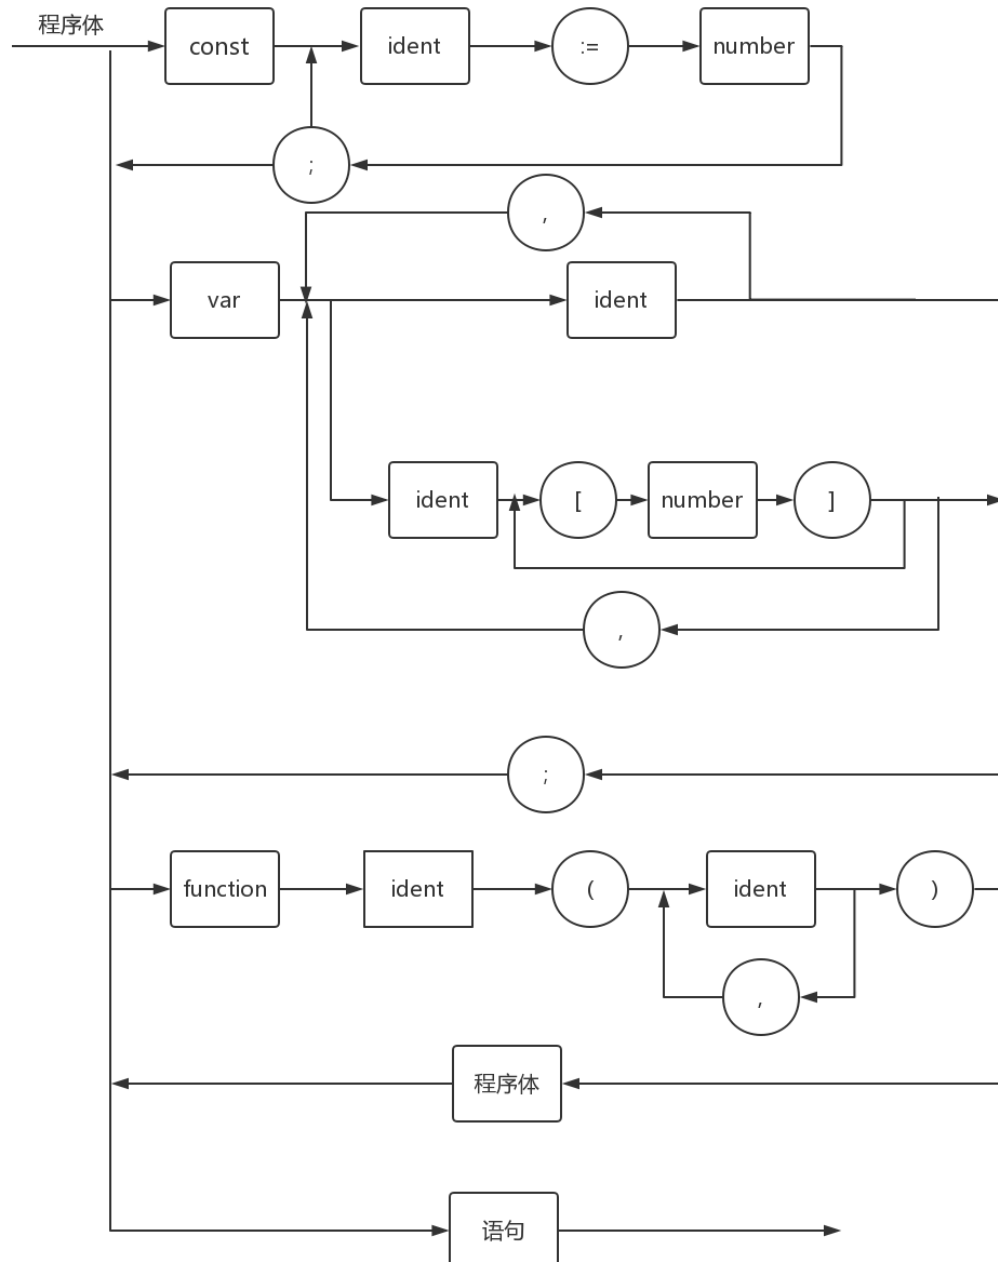 程序体
const ident := number
;
,
var ident
ident [ number ]
,
;
function ident ( ident )
,
程序体
语句